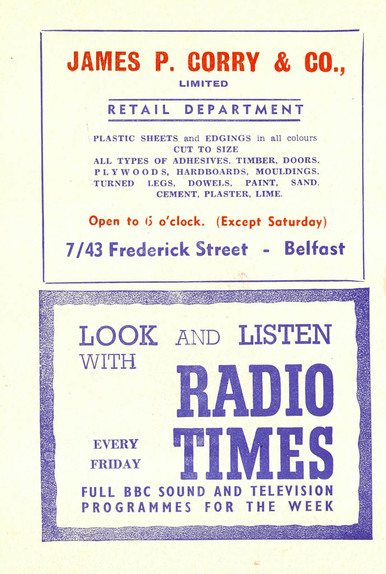 JAMES P. CORRY & CO.,
LIMITED
RETAIL DEPARTMENT
PLASTIC SHEETS and EDGINGS in all colours
CUT TO SIZE
ALL TYPES OF ADHESIVES, TIMBER, DOORS,
PLYWOODS, HARDBOARDS, MOULDINGS,
TURNED LEGS, DOWELS, PAINT, SAND,
CEMENT, PLASTER, LIME.
Open to 6 o'clock. (Except Saturday)
7/43 Frederick Street - Belfast
LOOK AND LISTEN
WITH
RADIO
TIMES
EVERY
FRIDAY
FULL BBC SOUND AND TELEVISION
PROGRAMMES FOR THE WEEK